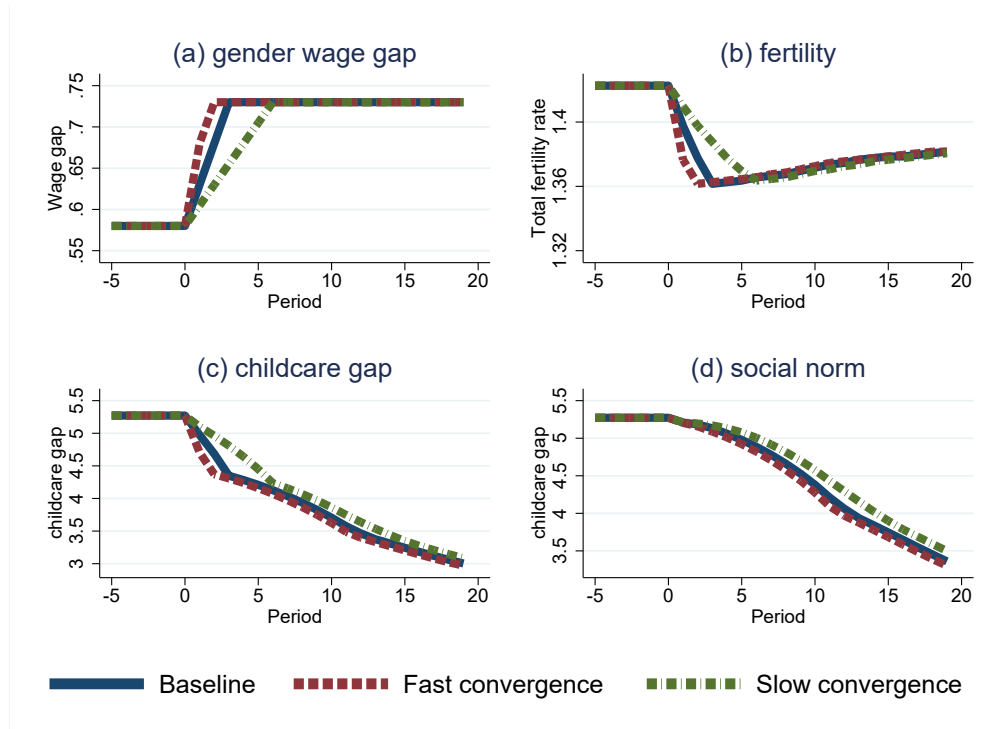 (a) gender wage gap
Wage gap
.75
.7
.65
.6
.55
-5 0 5 10 15 20
Period
(b) fertility
Total fertility rate
1.4
1.36
1.32
-5 0 5 10 15 20
Period
(c) childcare gap
childcare gap
5.5
5
4.5
4
3.5
3
-5 0 5 10 15 20
Period
(d) social norm
childcare gap
5.5
5
4.5
4
3.5
-5 0 5 10 15 20
Period
Baseline Fast convergence Slow convergence